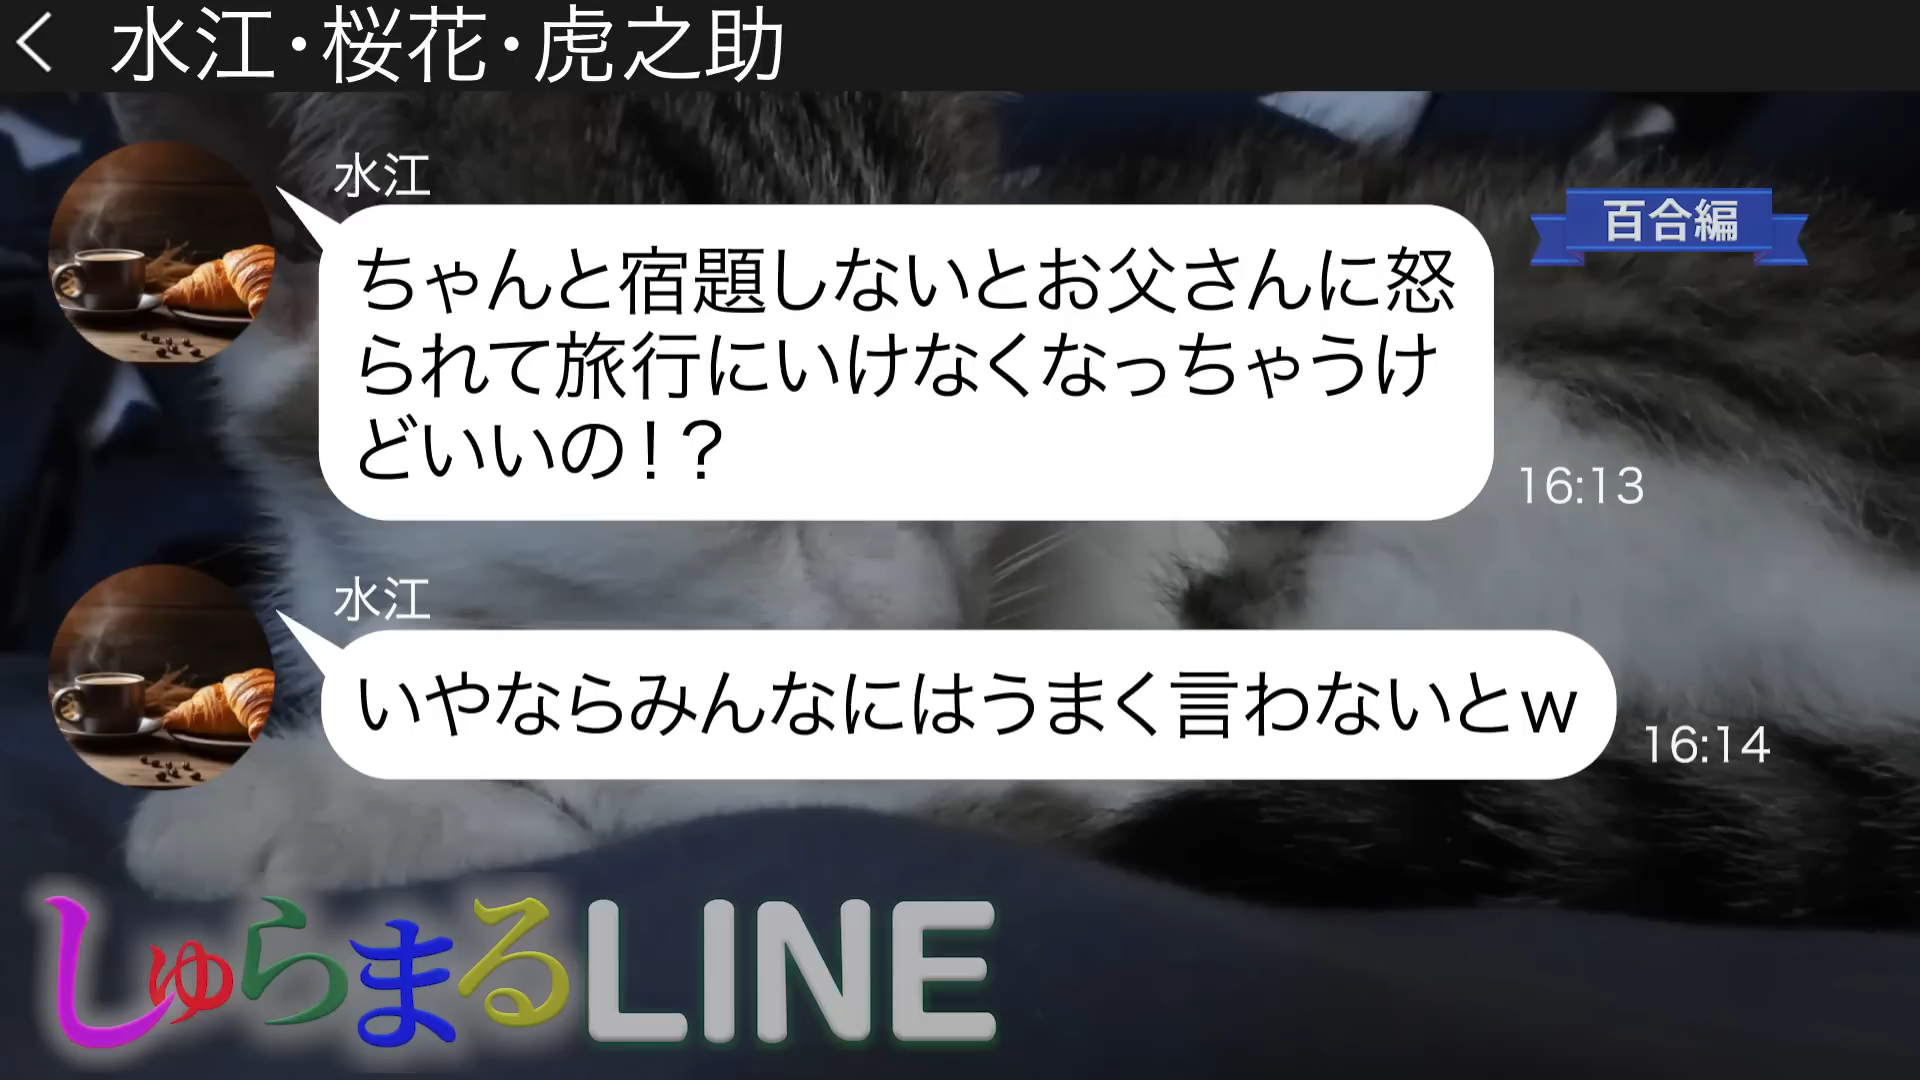 水江・桜花・虎之助
水江
百合編
ちゃんと宿題しないとお父さんに怒
られて旅行にいけなくなっちゃうけ
どいいの！？
16:13
水江
いやならみんなにはうまく言わないとw
16:14
しゅらまるLINE